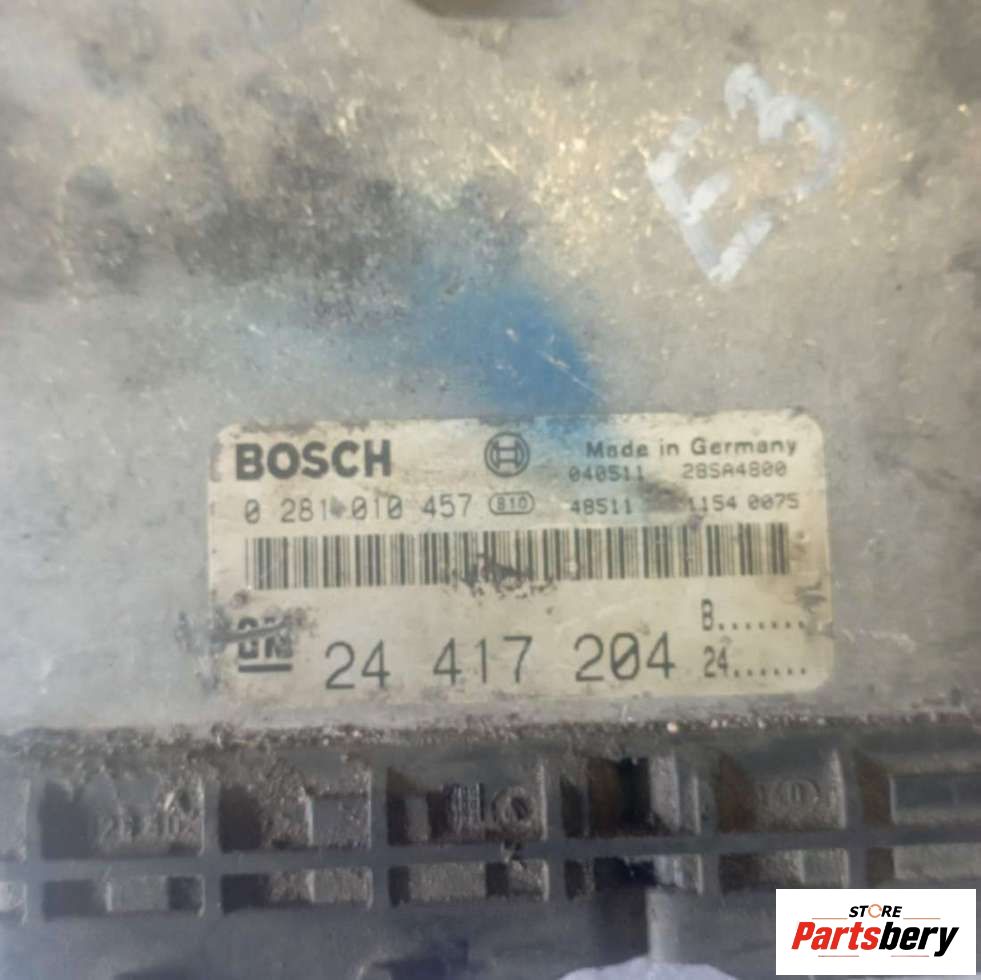 E3
BOSCH Made in Germany
040511 28SA4800
0 281 010 457 810 48511 1154 0075
GM 24 417 204 B.......
24......
STORE
Partsbery